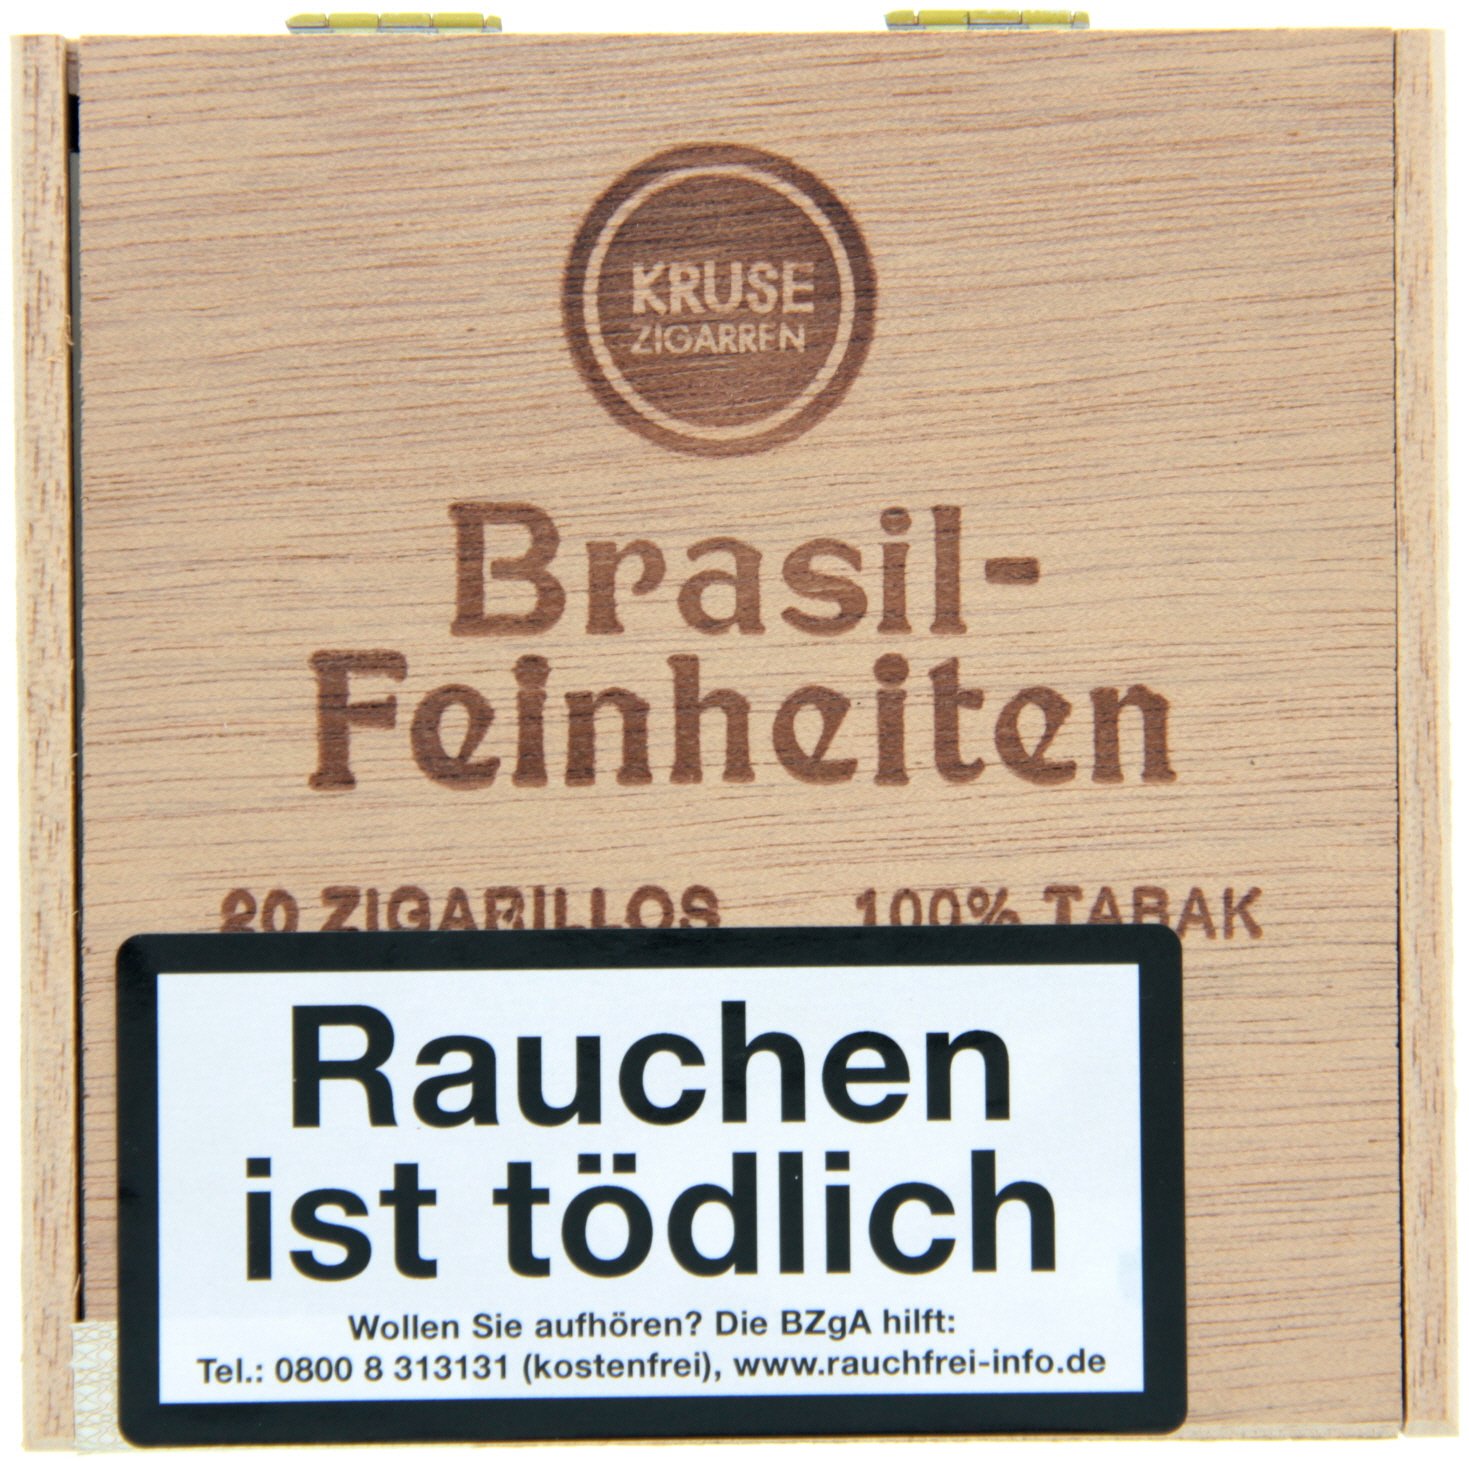 KRUSE
ZIGARREN
Brasil-
Feinheiten
20 ZIGARILLOS 100% TABAK
Rauchen
ist tödlich
Wollen Sie aufhören? Die BZgA hilft:
Tel.: 0800 8 313131 (kostenfrei), www.rauchfrei-info.de